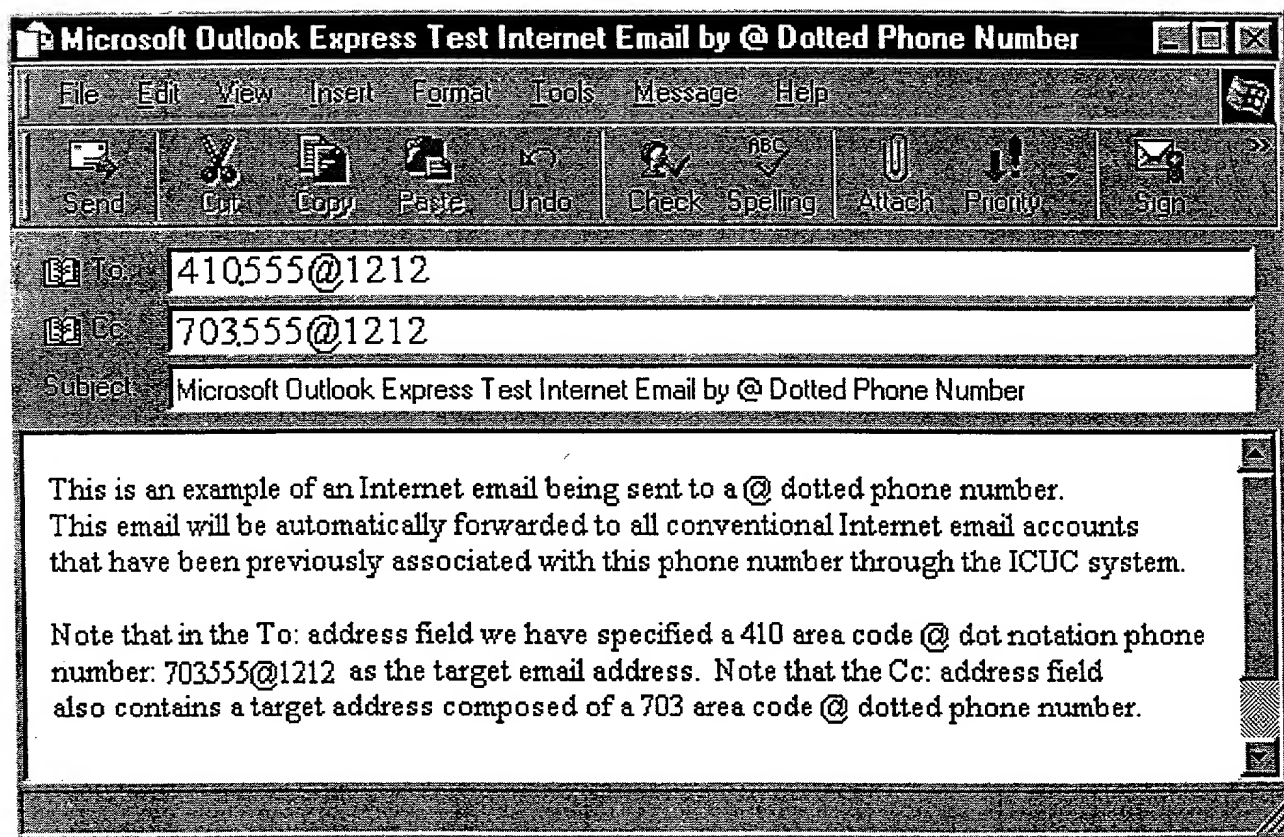 Microsoft Outlook Express Test Internet Email by @ Dotted Phone Number
File Edit View Insert Format Tools Message Help
ABC
Send Cut Copy Paste Undo Check Spelling Attach Priority Sign
To: 410.555@1212
Cc: 703.555@1212
Subject: Microsoft Outlook Express Test Internet Email by @ Dotted Phone Number
This is an example of an Internet email being sent to a @ dotted phone number.
This email will be automatically forwarded to all conventional Internet email accounts
that have been previously associated with this phone number through the ICUC system.
Note that in the To: address field we have specified a 410 area code @ dot notation phone
number: 703.555@1212 as the target email address. Note that the Cc: address field
also contains a target address composed of a 703 area code @ dotted phone number.